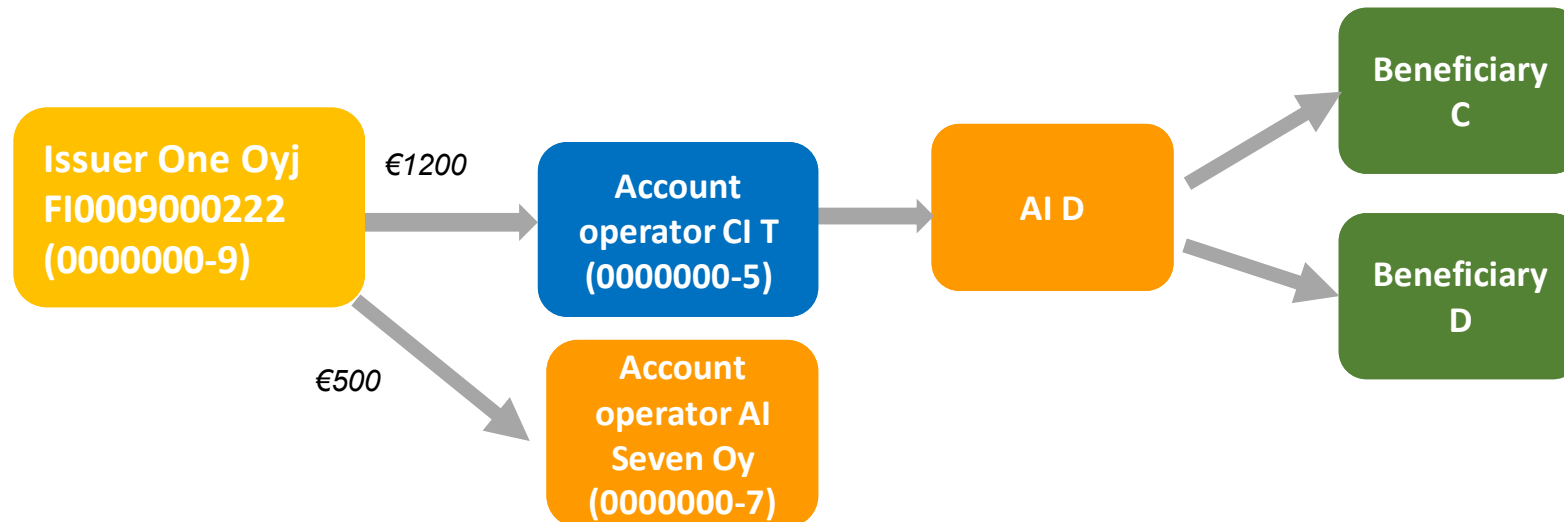 Issuer One Oyj
FI0009000222
(0000000-9)
€1200
€500
Account
operator CI T
(0000000-5)
Account
operator AI
Seven Oy
(0000000-7)
AI D
Beneficiary
C
Beneficiary
D